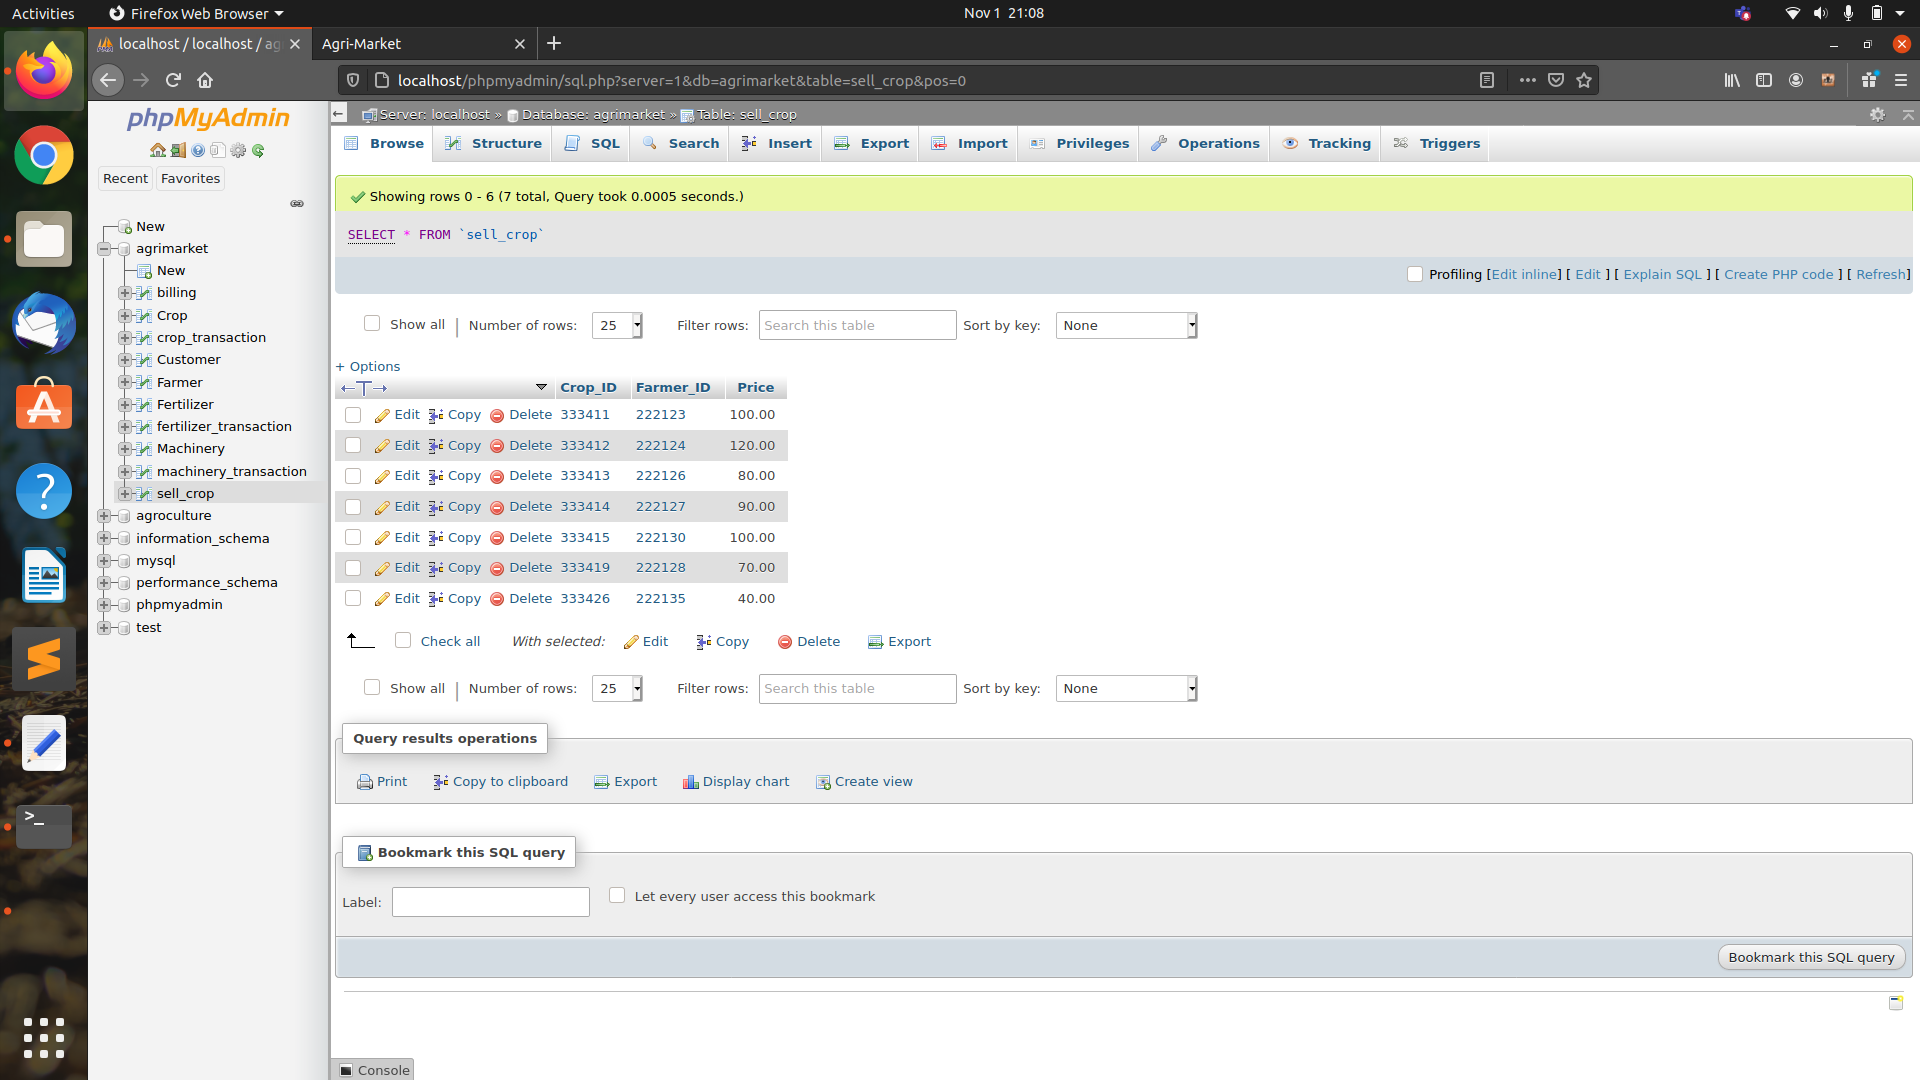 Activities
Firefox Web Browser
Nov 1 21:08
localhost / localhost / ag
Agri-Market
localhost/phpmyadmin/sql.php?server=1&db=agrimarket&table=sell_crop&pos=0
phpMyAdmin
Recent
Favorites
New
agrimarket
New
billing
Crop
crop_transaction
Customer
Farmer
Fertilizer
fertilizer_transaction
Machinery
machinery_transaction
sell_crop
agroculture
information_schema
mysql
performance_schema
phpmyadmin
test
Server: localhost » Database: agrimarket » Table: sell_crop
Browse Structure SQL Search Insert Export Import Privileges Operations Tracking Triggers
Showing rows 0 - 6 (7 total, Query took 0.0005 seconds.)
SELECT * FROM `sell_crop`
Profiling [Edit inline] [ Edit ] [ Explain SQL ] [ Create PHP code ] [ Refresh]
Show all | Number of rows: 25 Filter rows: Search this table Sort by key: None
+ Options
←T→ Crop_ID Farmer_ID Price
Edit Copy Delete 333411 222123 100.00
Edit Copy Delete 333412 222124 120.00
Edit Copy Delete 333413 222126 80.00
Edit Copy Delete 333414 222127 90.00
Edit Copy Delete 333415 222130 100.00
Edit Copy Delete 333419 222128 70.00
Edit Copy Delete 333426 222135 40.00
Check all With selected: Edit Copy Delete Export
Show all | Number of rows: 25 Filter rows: Search this table Sort by key: None
Query results operations
Print Copy to clipboard Export Display chart Create view
Bookmark this SQL query
Label: Let every user access this bookmark
Bookmark this SQL query
Console